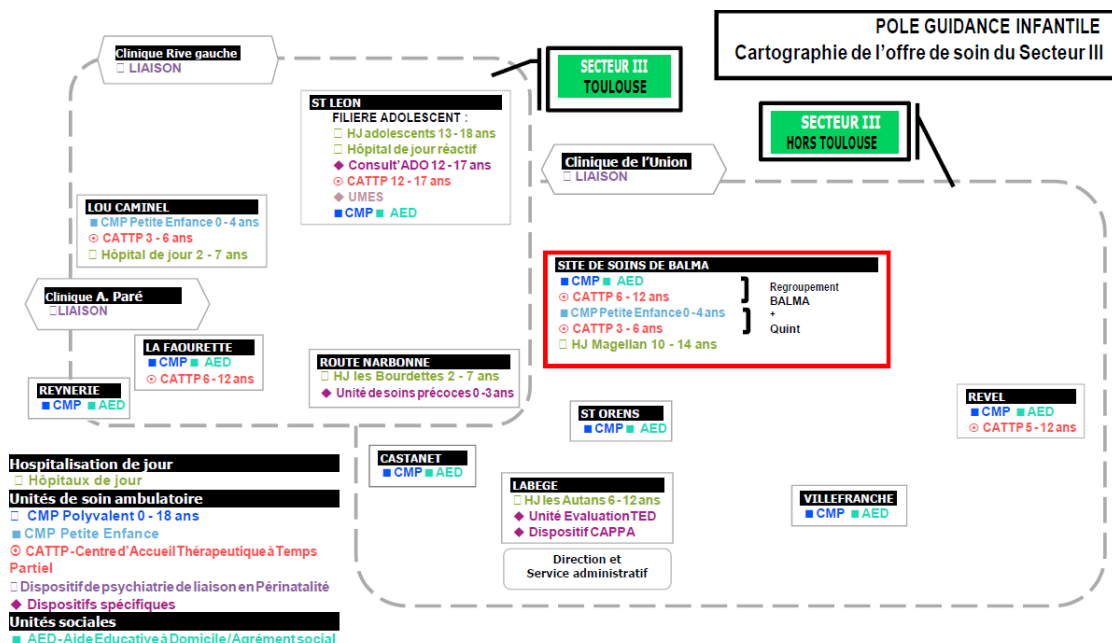 POLE GUIDANCE INFANTILE
Cartographie de l'offre de soin du Secteur III
SECTEUR III
TOULOUSE
SECTEUR III
HORS TOULOUSE
Clinique Rive gauche
LIAISON
ST LEON
FILIERE ADOLESCENT :
HJ adolescents 13 - 18 ans
Hôpital de jour réactif
◆ Consult'ADO 12 - 17 ans
⊙ CATTP 12 - 17 ans
◆ UMES
■ CMP ■ AED
Clinique de l'Union
LIAISON
LOU CAMINEL
■ CMP Petite Enfance 0 - 4 ans
⊙ CATTP 3 - 6 ans
Hôpital de jour 2 - 7 ans
SITE DE SOINS DE BALMA
■ CMP ■ AED
⊙ CATTP 6 - 12 ans
■ CMP Petite Enfance 0 - 4 ans
⊙ CATTP 3 - 6 ans
HJ Magellan 10 - 14 ans
Regroupement
BALMA
+
Quint
Clinique A. Paré
LIAISON
LA FAOURETTE
■ CMP ■ AED
⊙ CATTP 6 - 12 ans
REYNERIE
■ CMP ■ AED
ROUTE NARBONNE
HJ les Bourdettes 2 - 7 ans
◆ Unité de soins précoces 0 -3 ans
ST ORENS
■ CMP ■ AED
REVEL
■ CMP ■ AED
⊙ CATTP 5 - 12 ans
CASTANET
■ CMP ■ AED
LABEGE
HJ les Autans 6 - 12 ans
◆ Unité Evaluation TED
◆ Dispositif CAPPA
Direction et
Service administratif
VILLEFRANCHE
■ CMP ■ AED
Hospitalisation de jour
Hôpitaux de jour
Unités de soin ambulatoire
CMP Polyvalent 0 - 18 ans
■ CMP Petite Enfance
⊙ CATTP - Centre d'Accueil Thérapeutique à Temps
Partiel
Dispositif de psychiatrie de liaison en Périnatalité
◆ Dispositifs spécifiques
Unités sociales
■ AED - Aide Educative à Domicile / Agrément social